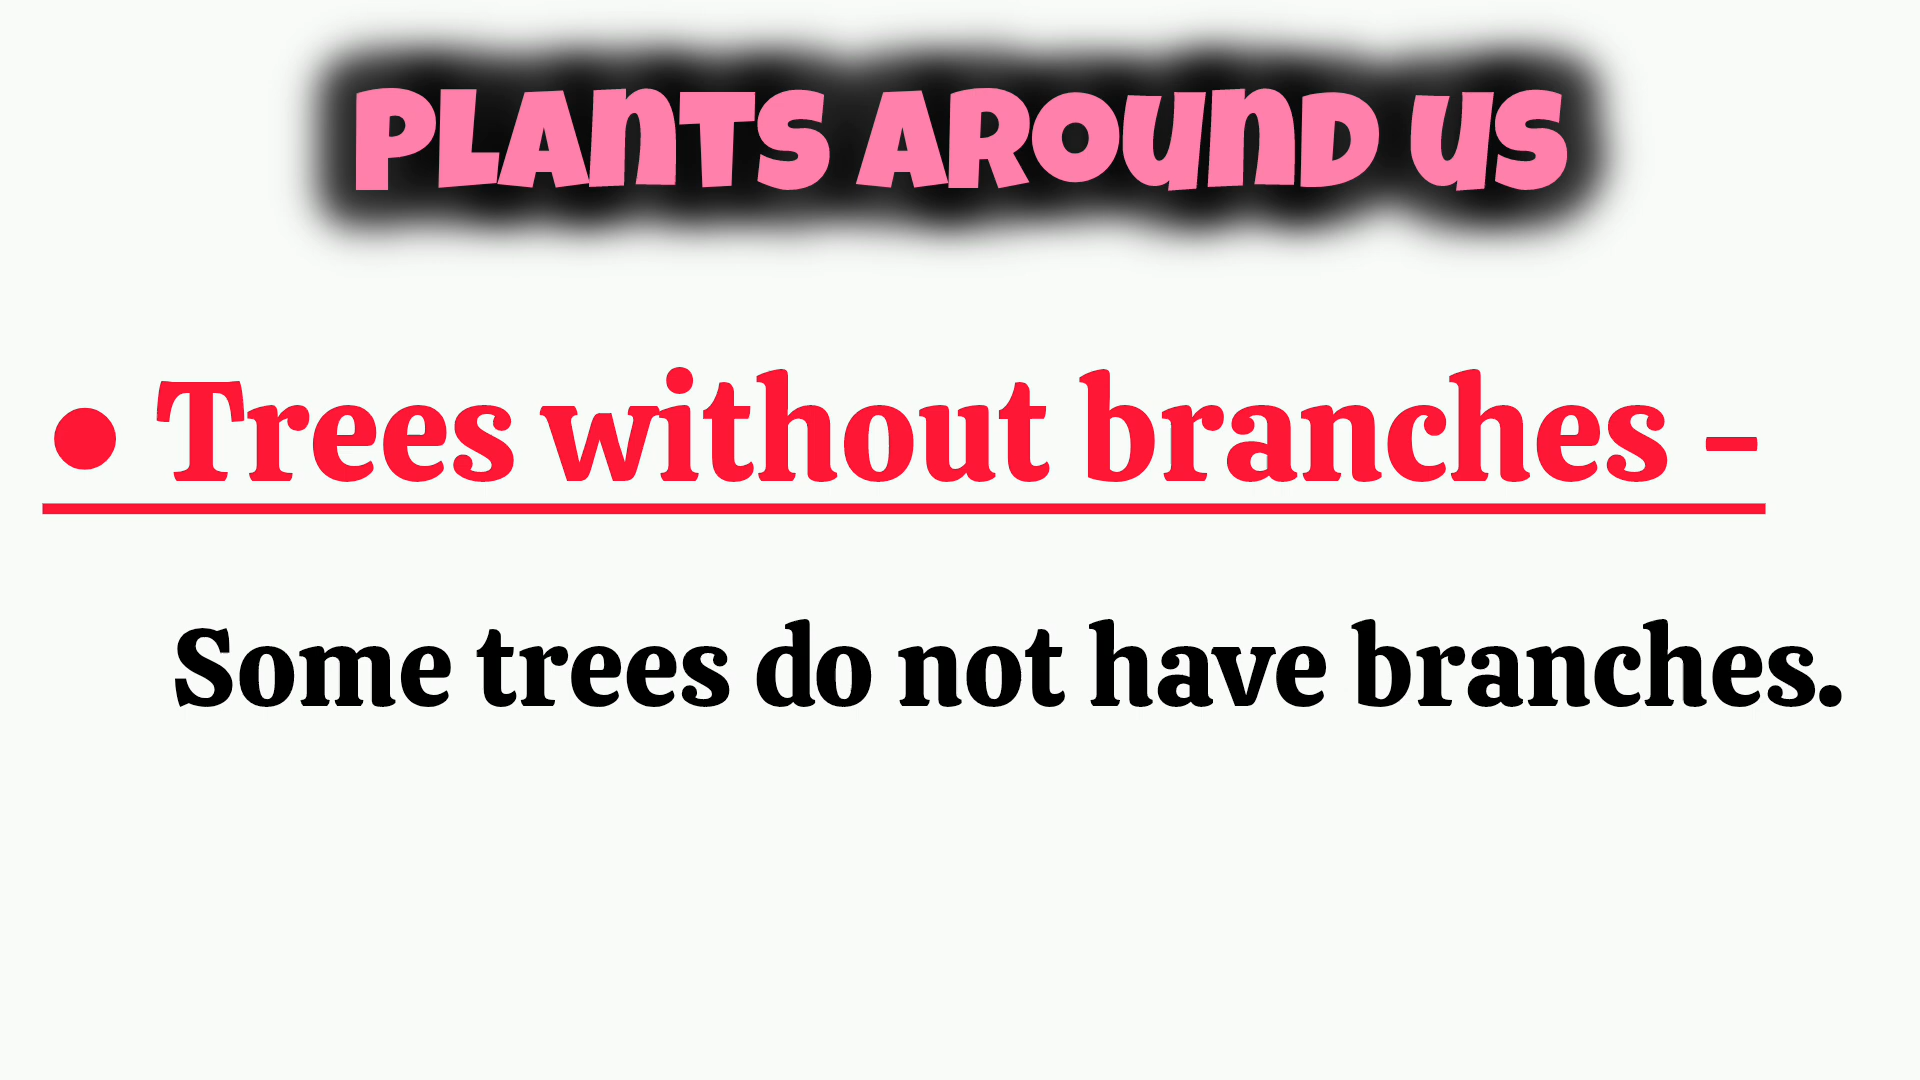 PLANTS AROUND US
• Trees without branches -
Some trees do not have branches.